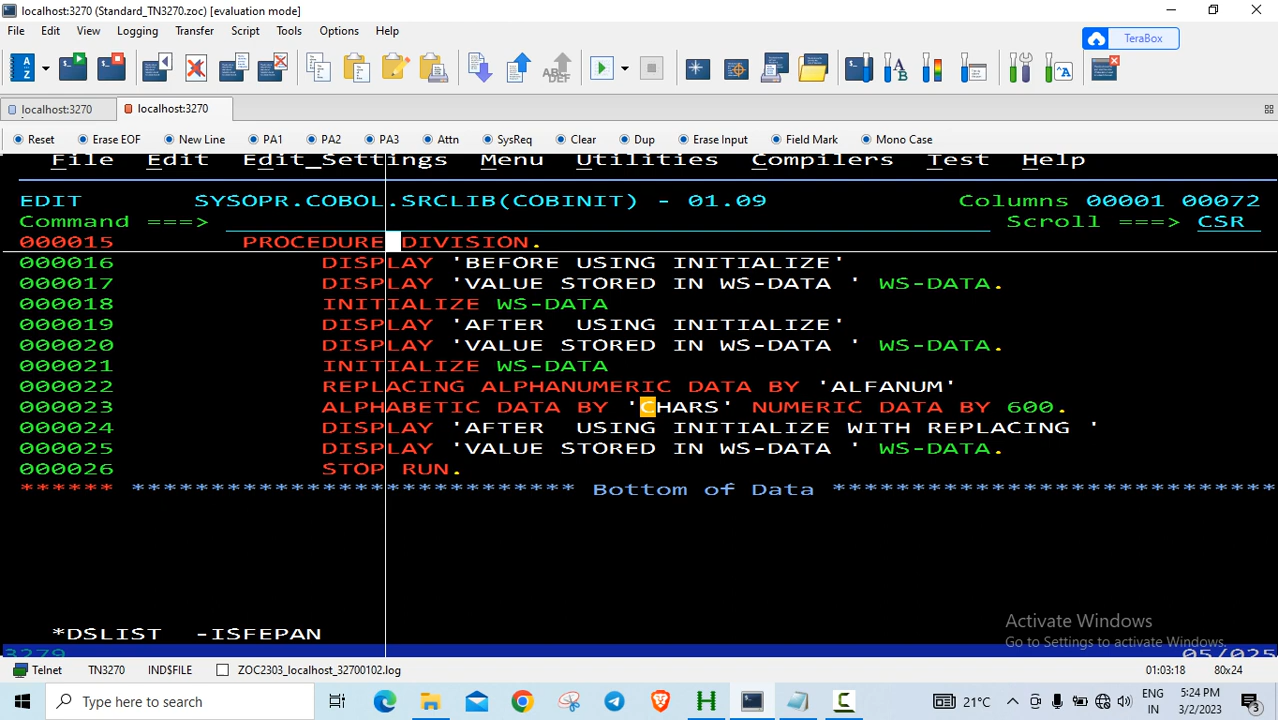 localhost:3270 (Standard_TN3270.zoc) [evaluation mode]
File Edit View Logging Transfer Script Tools Options Help
TeraBox
localhost:3270 localhost:3270
Reset Erase EOF New Line PA1 PA2 PA3 Attn SysReq Clear Dup Erase Input Field Mark Mono Case
File Edit Edit_Settings Menu Utilities Compilers Test Help
EDIT SYSOPR.COBOL.SRCLIB(COBINIT) - 01.09 Columns 00001 00072
Command ===> Scroll ===> CSR
000015 PROCEDURE DIVISION.
000016 DISPLAY 'BEFORE USING INITIALIZE'
000017 DISPLAY 'VALUE STORED IN WS-DATA ' WS-DATA.
000018 INITIALIZE WS-DATA
000019 DISPLAY 'AFTER  USING INITIALIZE'
000020 DISPLAY 'VALUE STORED IN WS-DATA ' WS-DATA.
000021 INITIALIZE WS-DATA
000022 REPLACING ALPHANUMERIC DATA BY 'ALFANUM'
000023 ALPHABETIC DATA BY 'CHARS' NUMERIC DATA BY 600.
000024 DISPLAY 'AFTER  USING INITIALIZE WITH REPLACING '
000025 DISPLAY 'VALUE STORED IN WS-DATA ' WS-DATA.
000026 STOP RUN.
****** **************************** Bottom of Data ****************************
*DSLIST -ISFEPAN
Activate Windows
Go to Settings to activate Windows.
3279 05/025
Telnet TN3270 IND$FILE ZOC2303_localhost_32700102.log 01:03:18 80x24
Type here to search 21°C ENG IN 5:24 PM 3/2/2023 3